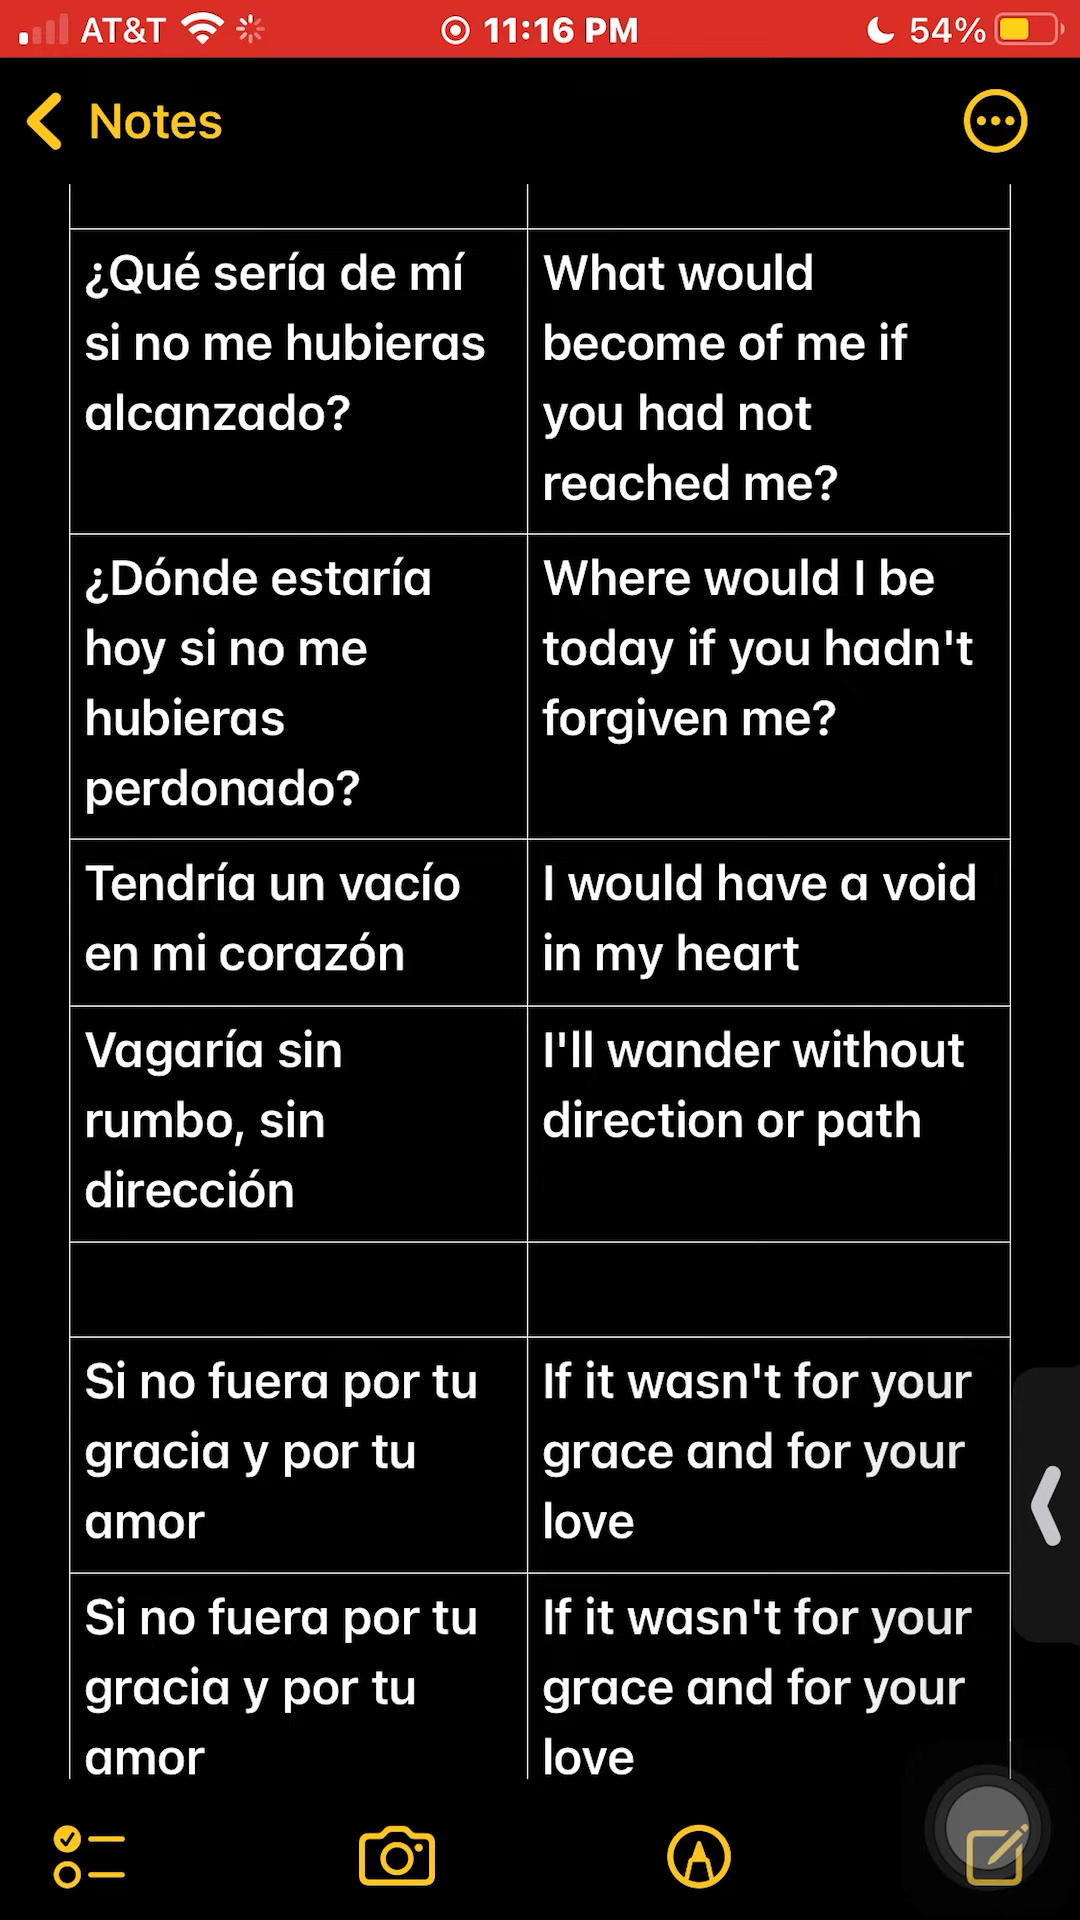 AT&T 11:16 PM 54%
Notes
¿Qué sería de mí
si no me hubieras
alcanzado?
What would
become of me if
you had not
reached me?
¿Dónde estaría
hoy si no me
hubieras
perdonado?
Where would I be
today if you hadn't
forgiven me?
Tendría un vacío
en mi corazón
I would have a void
in my heart
Vagaría sin
rumbo, sin
dirección
I'll wander without
direction or path
Si no fuera por tu
gracia y por tu
amor
If it wasn't for your
grace and for your
love
Si no fuera por tu
gracia y por tu
amor
If it wasn't for your
grace and for your
love